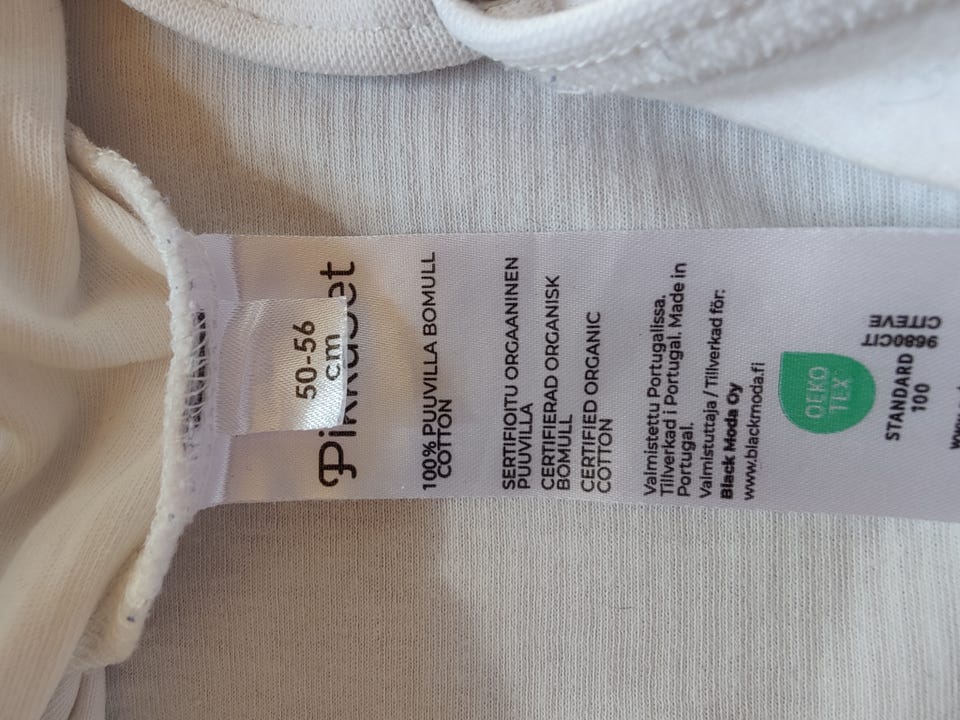 50-56
cm
100% PUUVILLA BOMULL
COTTON
SERTIFIOITU ORGAANINEN
PUUVILLA
CERTIFIERAD ORGANISK
BOMULL
CERTIFIED ORGANIC
COTTON
Valmistettu Portugalissa.
Tillverkad i Portugal. Made in
Portugal.
Valmistuttaja / Tillverkad för:
Black Moda Oy
www.blackmoda.fi
OEKO
TEX
STANDARD
100
9680CIT
CITEVE